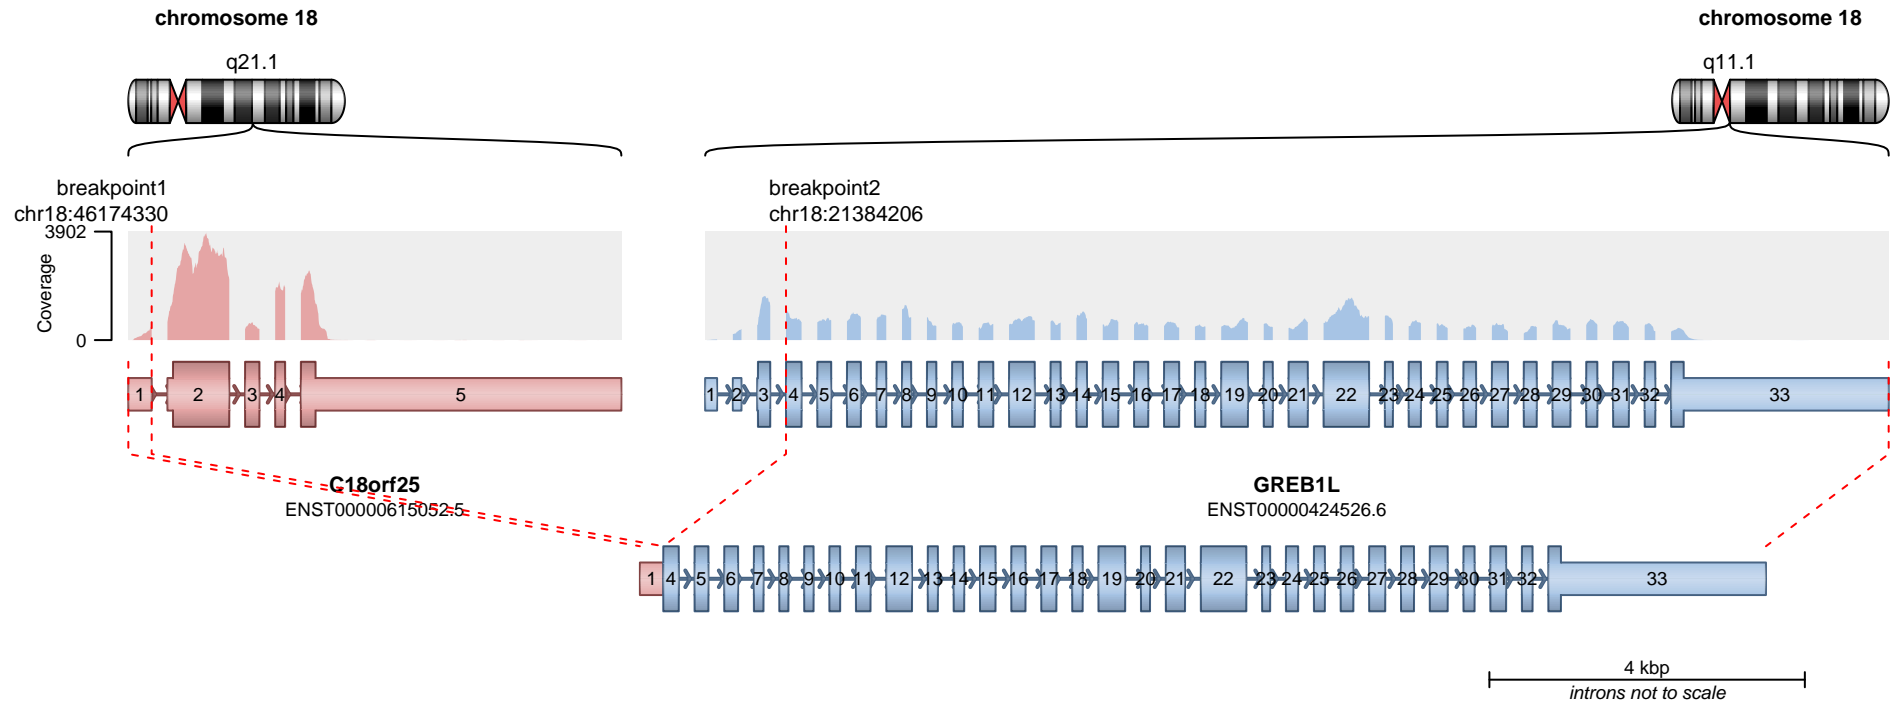 chromosome 18
chromosome 18
q21.1
q11.1
breakpoint1
chr18:46174330
breakpoint2
chr18:21384206
3902
Coverage
0
1 2 3 4 5
1 2 3 4 5 6 7 8 9 10 11 12 13 14 15 16 17 18 19 20 21 22 23 24 25 26 27 28 29 30 31 32 33
C18orf25
ENST00000615052.5
GREB1L
ENST00000424526.6
1 4 5 6 7 8 9 10 11 12 13 14 15 16 17 18 19 20 21 22 23 24 25 26 27 28 29 30 31 32 33
4 kbp
introns not to scale